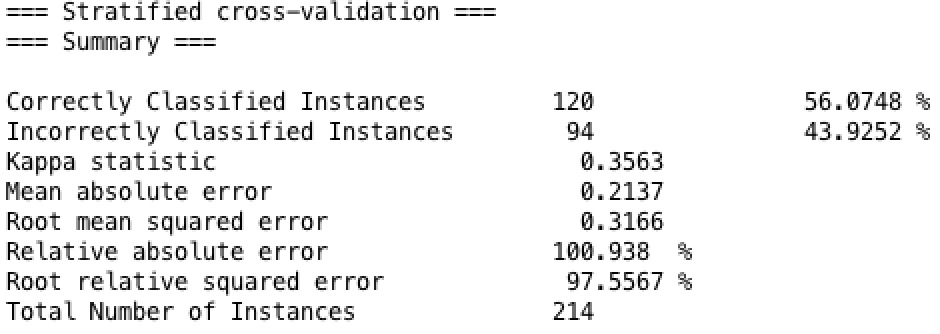 === Stratified cross-validation ===
=== Summary ===
Correctly Classified Instances 120 56.0748 %
Incorrectly Classified Instances 94 43.9252 %
Kappa statistic 0.3563
Mean absolute error 0.2137
Root mean squared error 0.3166
Relative absolute error 100.938 %
Root relative squared error 97.5567 %
Total Number of Instances 214